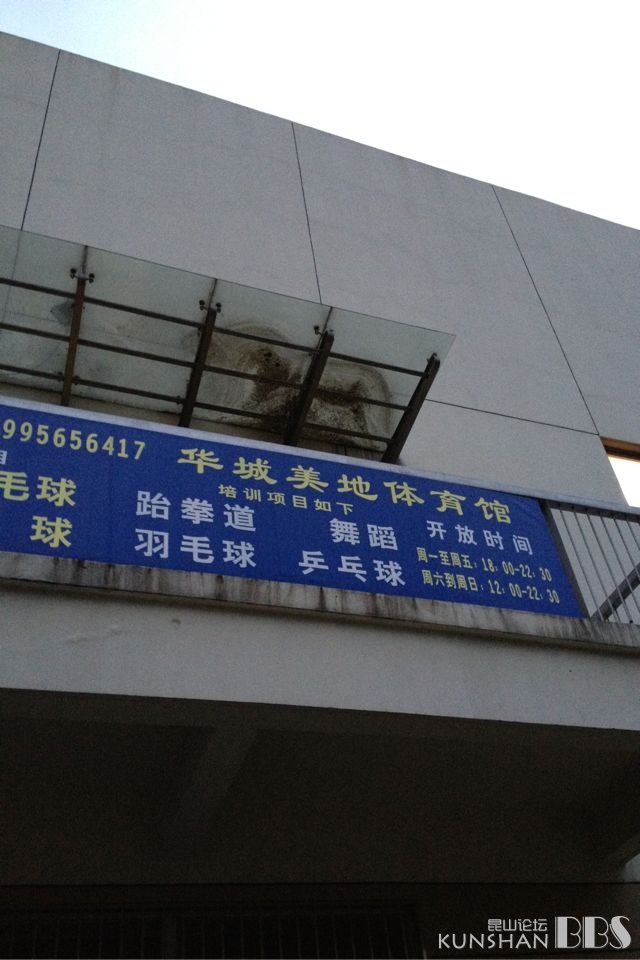 995656417
华城美地体育馆
培训项目如下
毛球
球
跆拳道 舞蹈
羽毛球 乒乓球
开放时间
周一至周五:18:00-22:30
周六到周日:12:00-22:30
昆山论坛
KUNSHAN BBS